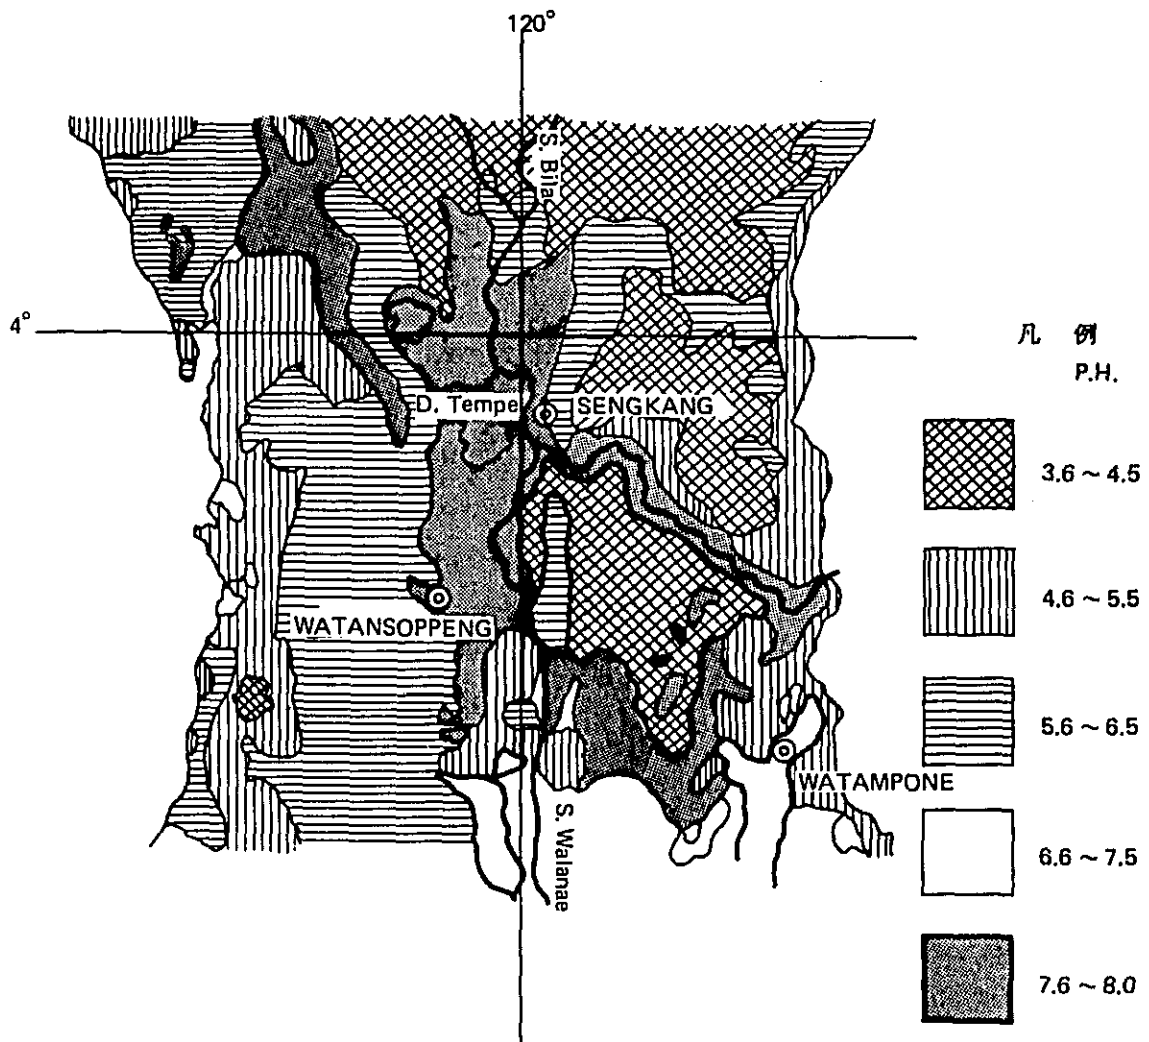 120°
S. Bila
4°
凡 例
P.H.
D. Tempe
SENGKANG
3.6 ~ 4.5
4.6 ~ 5.5
WATANSOPPENG
5.6 ~ 6.5
WATAMPONE
S. Walanae
6.6 ~ 7.5
7.6 ~ 8.0